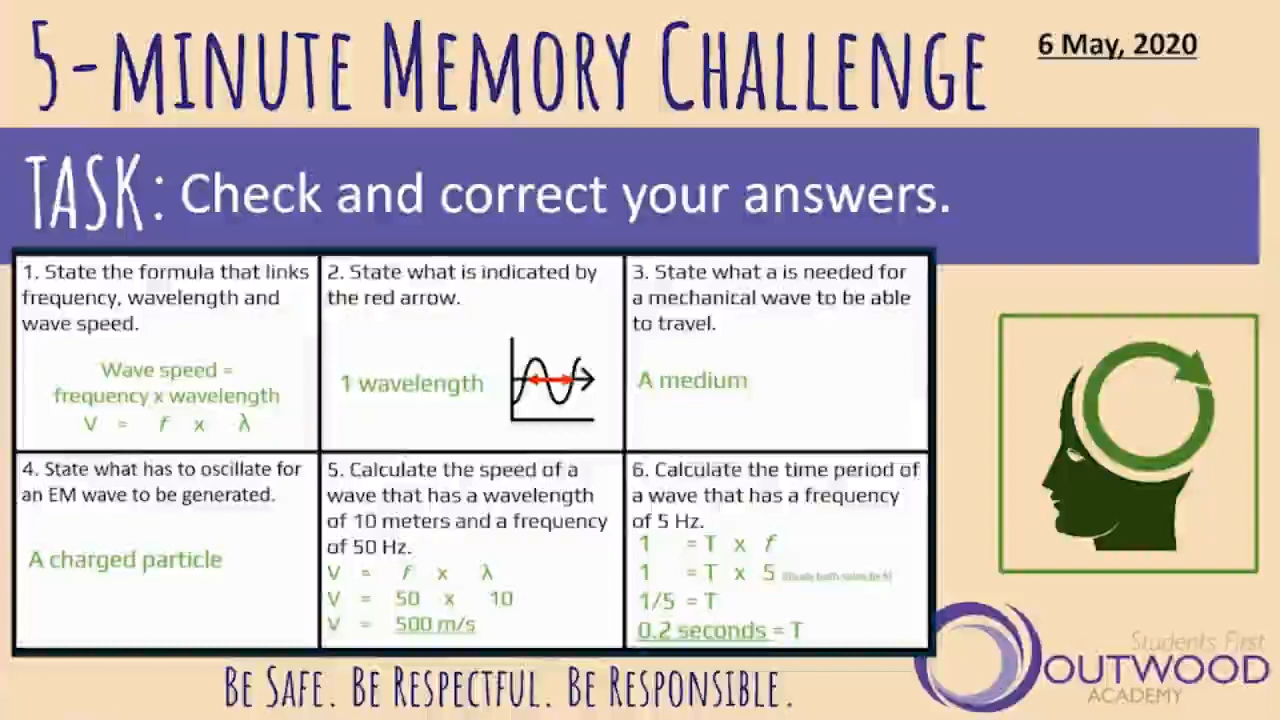 5-MINUTE MEMORY CHALLENGE
6 May, 2020
TASK: Check and correct your answers.
1. State the formula that links
frequency, wavelength and
wave speed.
Wave speed =
frequency x wavelength
V = f x λ
2. State what is indicated by
the red arrow.
1 wavelength
3. State what a is needed for
a mechanical wave to be able
to travel.
A medium
4. State what has to oscillate for
an EM wave to be generated.
A charged particle
5. Calculate the speed of a
wave that has a wavelength
of 10 meters and a frequency
of 50 Hz.
V = f x λ
V = 50 x 10
V = 500 m/s
6. Calculate the time period of
a wave that has a frequency
of 5 Hz.
1 = T x f
1 = T x 5
1/5 = T
0.2 seconds = T
BE SAFE. BE RESPECTFUL. BE RESPONSIBLE.
Students First
OUTWOOD
ACADEMY